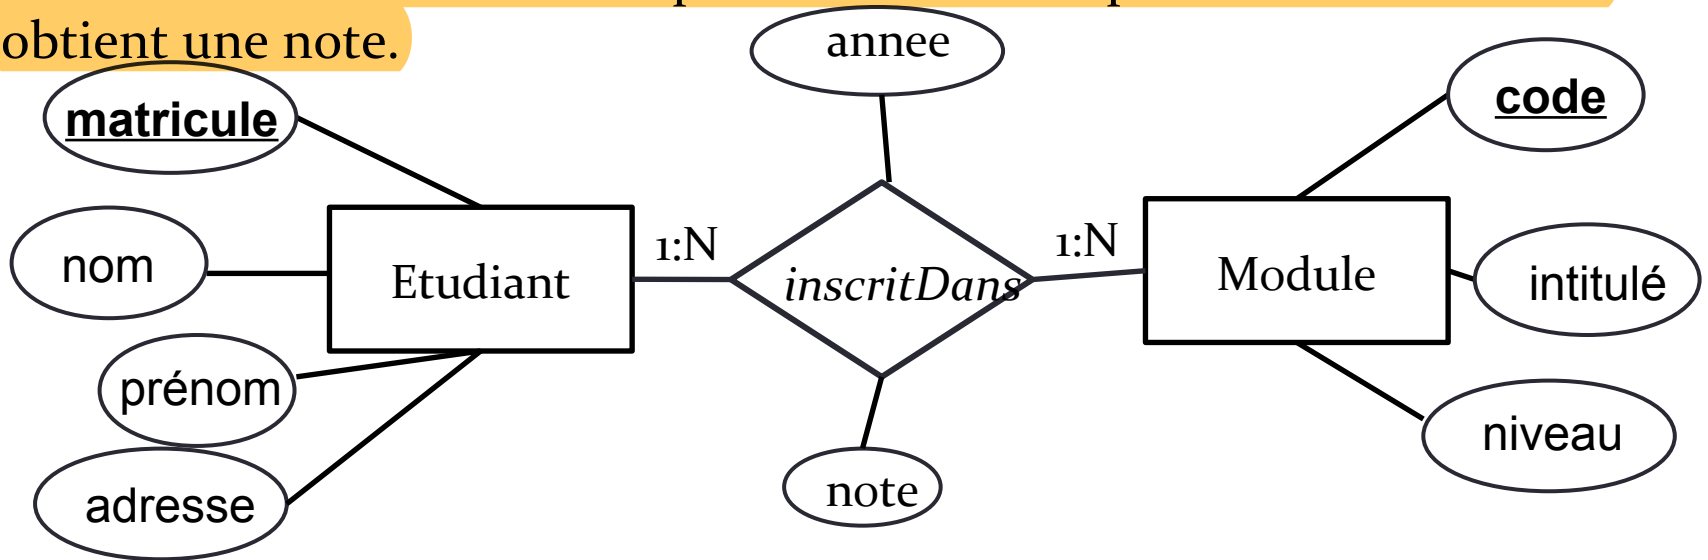 obtient une note.
annee
matricule
code
nom
Etudiant
1:N
inscritDans
1:N
Module
intitulé
prénom
adresse
note
niveau